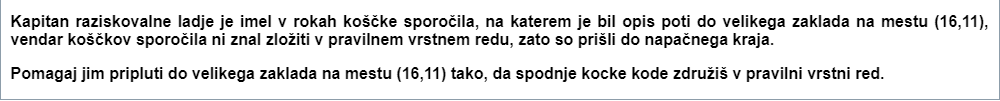 Kapitan raziskovalne ladje je imel v rokah koščke sporočila, na katerem je bil opis poti do velikega zaklada na mestu (16,11),
vendar koščkov sporočila ni znal zložiti v pravilnem vrstnem redu, zato so prišli do napačnega kraja.
Pomagaj jim pripluti do velikega zaklada na mestu (16,11) tako, da spodnje kocke kode združiš v pravilni vrstni red.